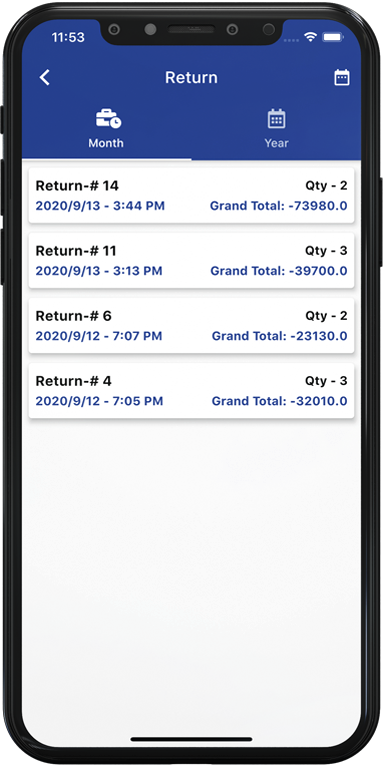 11:53
Return
Month Year
Return-# 14 Qty - 2
2020/9/13 - 3:44 PM Grand Total: -73980.0
Return-# 11 Qty - 3
2020/9/13 - 3:13 PM Grand Total: -39700.0
Return-# 6 Qty - 2
2020/9/12 - 7:07 PM Grand Total: -23130.0
Return-# 4 Qty - 3
2020/9/12 - 7:05 PM Grand Total: -32010.0